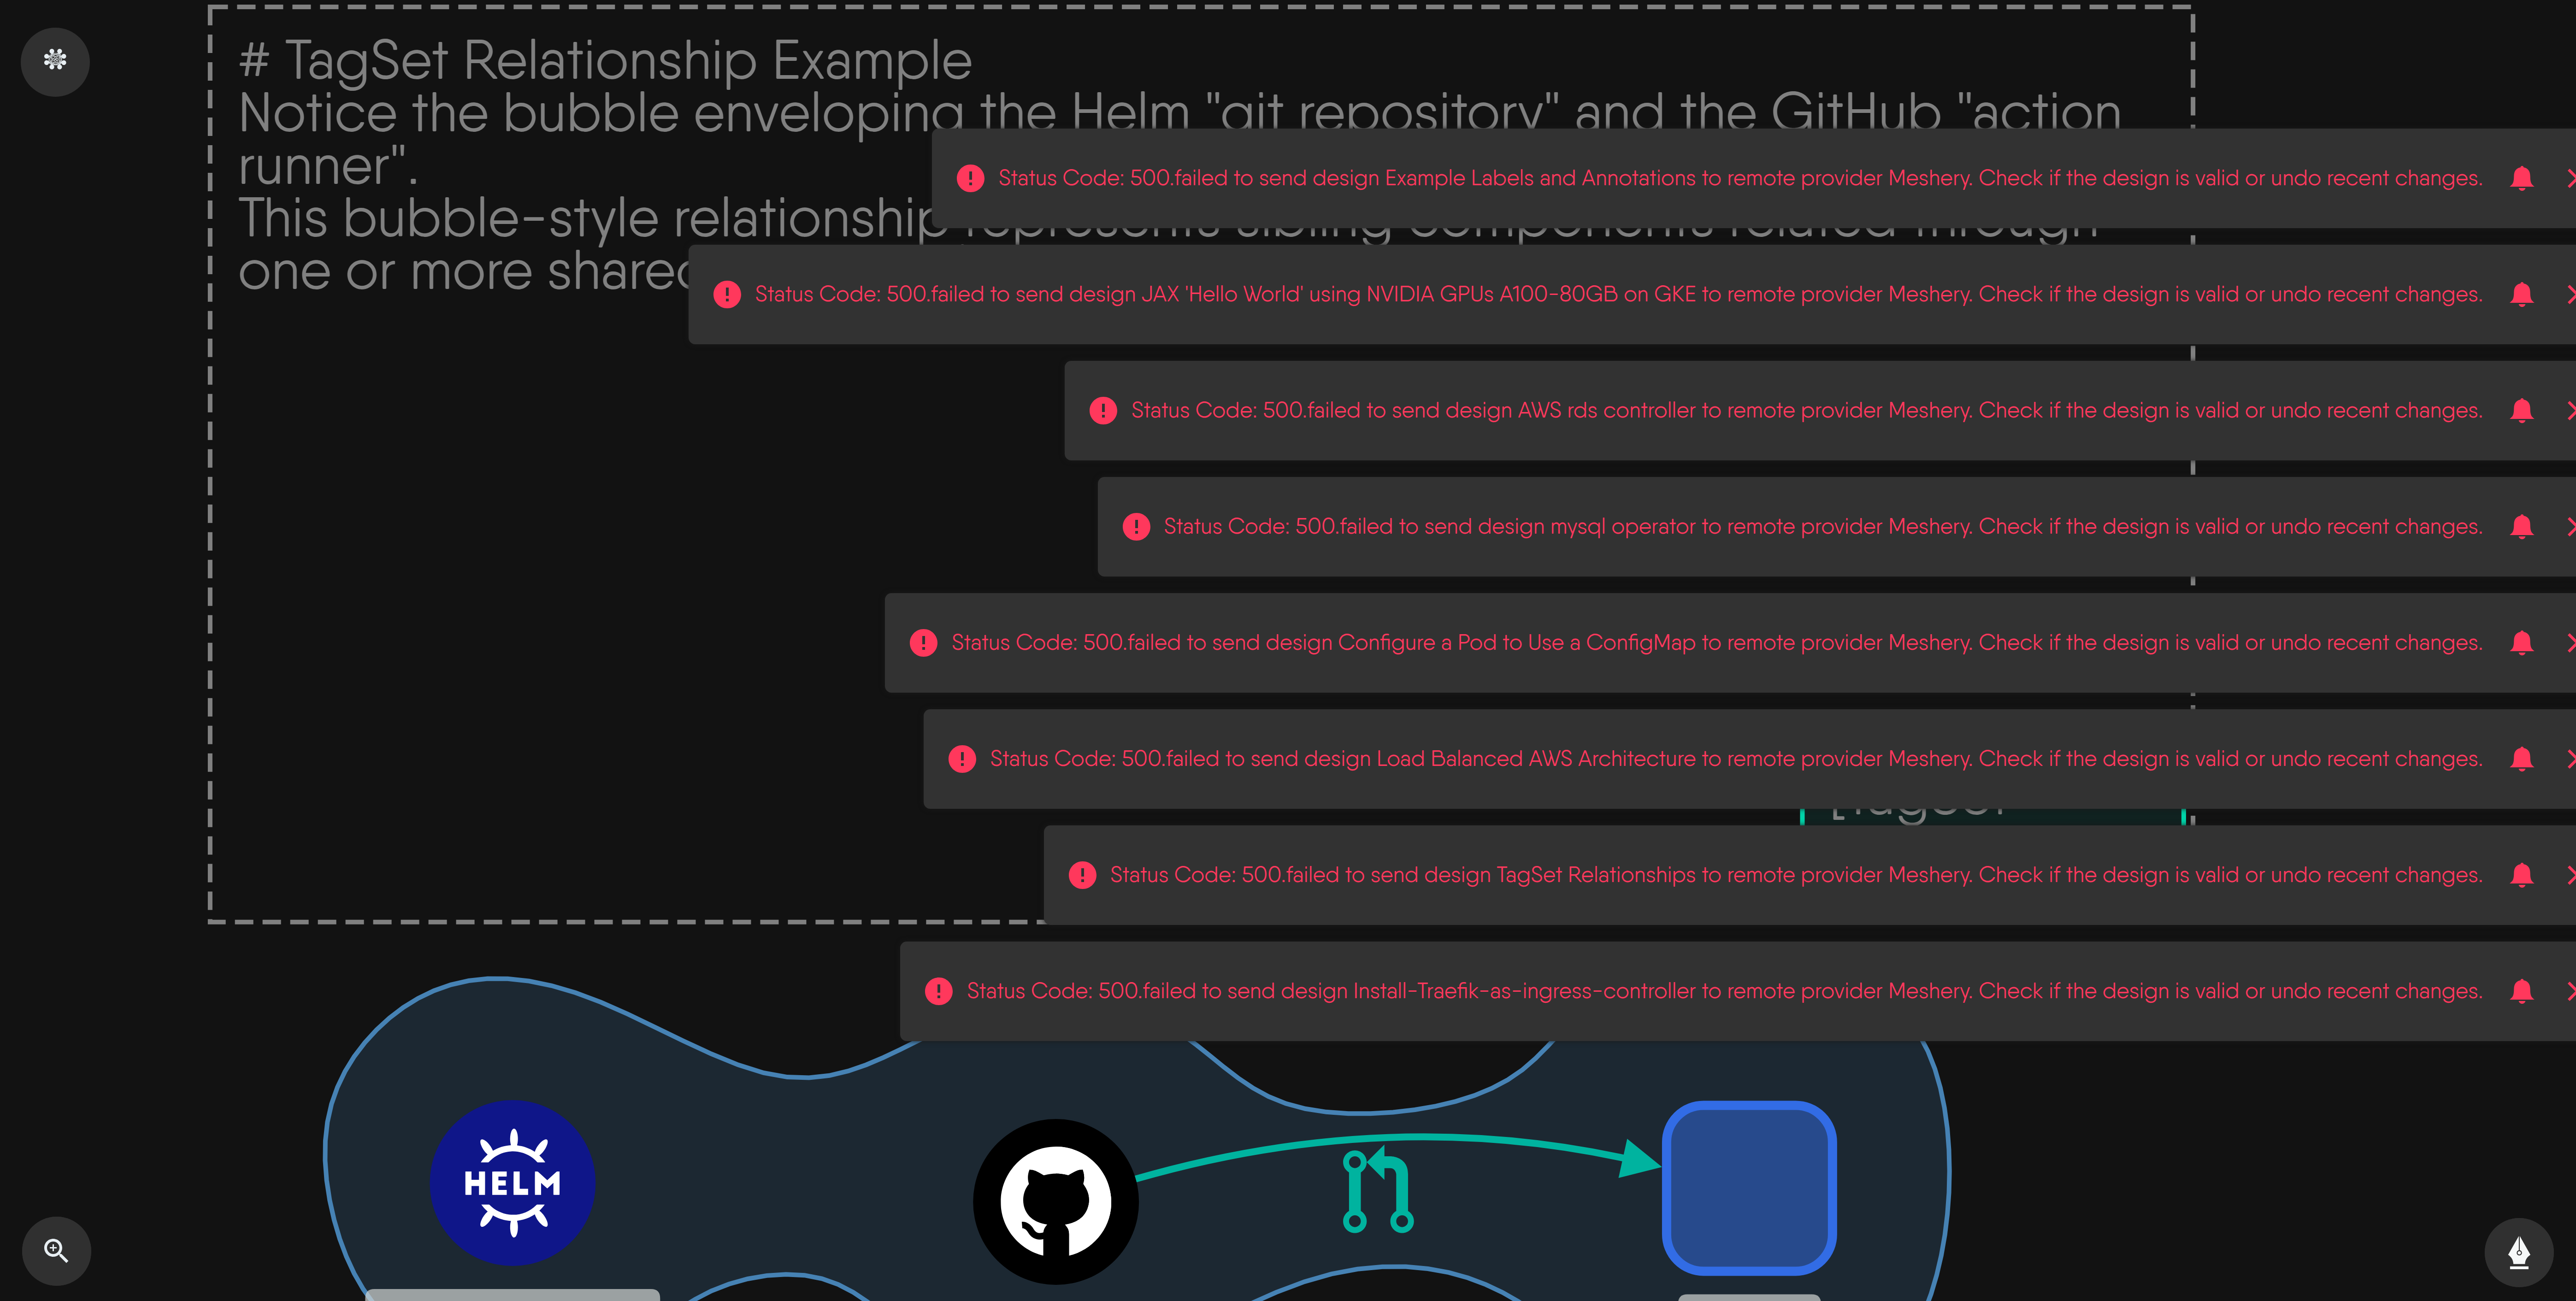 # TagSet Relationship Example
Notice the bubble enveloping the Helm "git repository" and the GitHub "action
runner".
This bubble-style relationship represents sibling components related through
one or more shared
Status Code: 500.failed to send design Example Labels and Annotations to remote provider Meshery. Check if the design is valid or undo recent changes.
Status Code: 500.failed to send design JAX 'Hello World' using NVIDIA GPUs A100-80GB on GKE to remote provider Meshery. Check if the design is valid or undo recent changes.
Status Code: 500.failed to send design AWS rds controller to remote provider Meshery. Check if the design is valid or undo recent changes.
Status Code: 500.failed to send design mysql operator to remote provider Meshery. Check if the design is valid or undo recent changes.
Status Code: 500.failed to send design Configure a Pod to Use a ConfigMap to remote provider Meshery. Check if the design is valid or undo recent changes.
Status Code: 500.failed to send design Load Balanced AWS Architecture to remote provider Meshery. Check if the design is valid or undo recent changes.
[TagSet
Status Code: 500.failed to send design TagSet Relationships to remote provider Meshery. Check if the design is valid or undo recent changes.
Status Code: 500.failed to send design Install-Traefik-as-ingress-controller to remote provider Meshery. Check if the design is valid or undo recent changes.
HELM